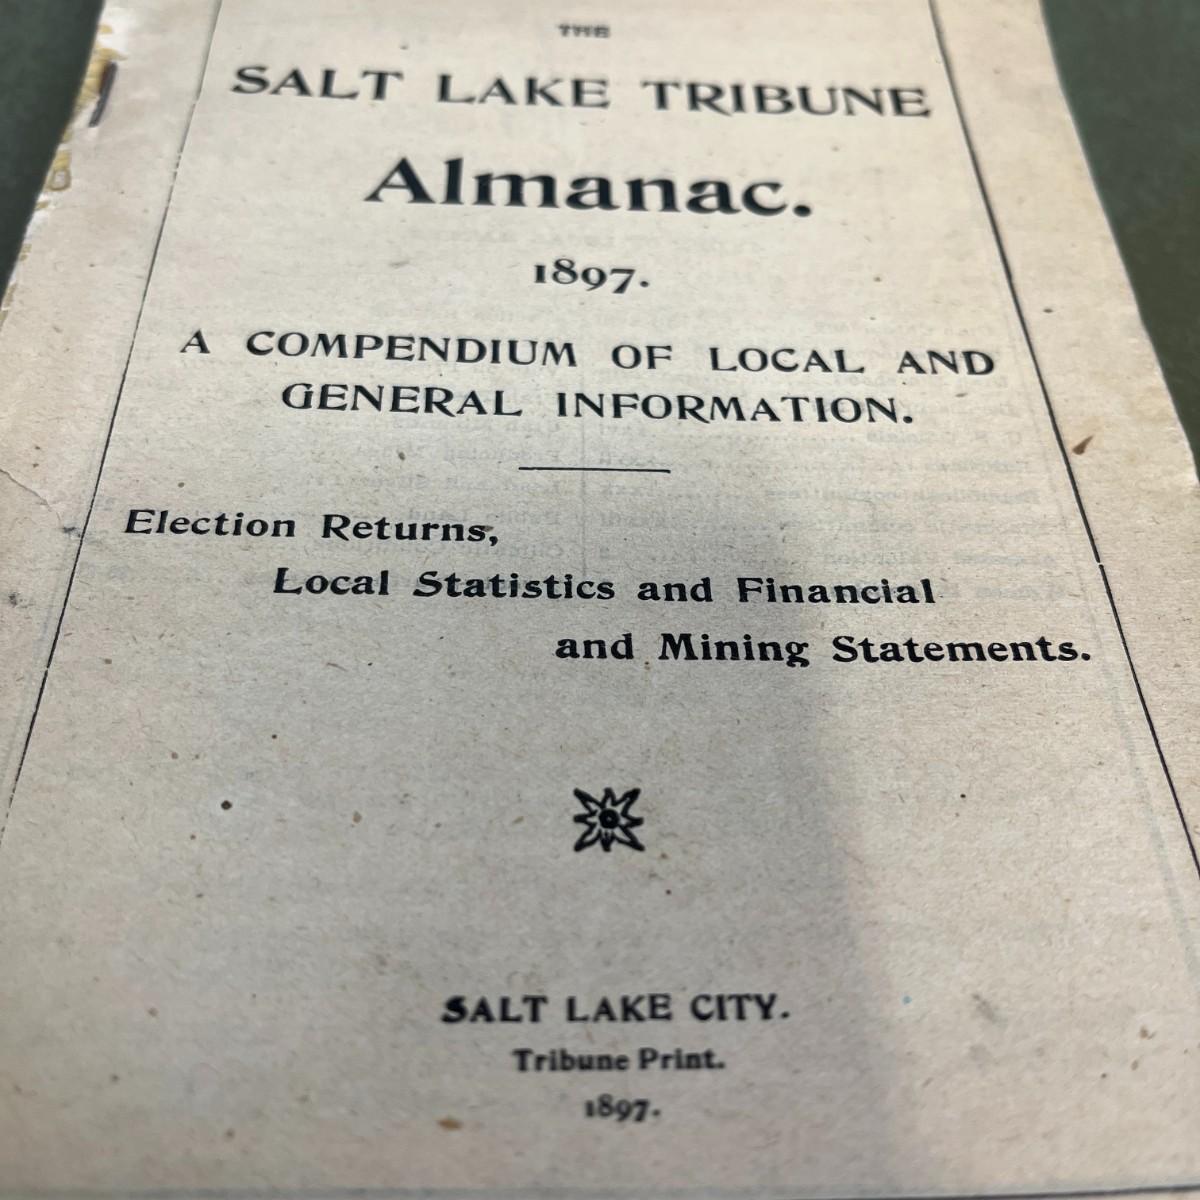 THE
SALT LAKE TRIBUNE
Almanac.
1897.
A COMPENDIUM OF LOCAL AND
GENERAL INFORMATION.
Election Returns,
Local Statistics and Financial
and Mining Statements.
SALT LAKE CITY.
Tribune Print.
1897.